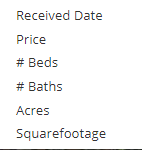 Received Date
Price
# Beds
# Baths
Acres
Squarefootage